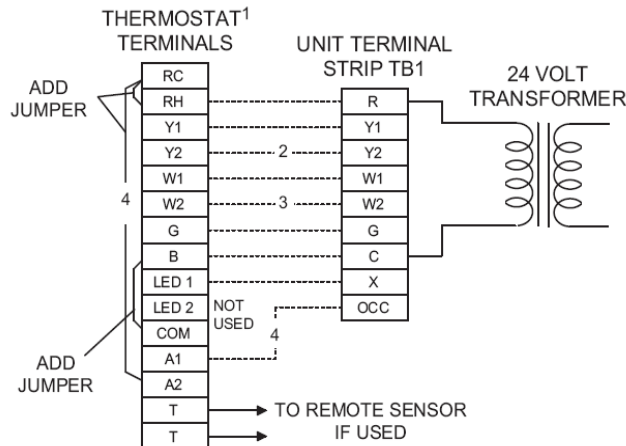 THERMOSTAT1
TERMINALS
UNIT TERMINAL
STRIP TB1
24 VOLT
TRANSFORMER
ADD
JUMPER
RC
RH
R
Y1
Y1
Y2
2
Y2
W1
W1
4
W2
3
W2
G
G
B
C
LED 1
X
LED 2
NOT
USED
OCC
COM
4
A1
ADD
JUMPER
A2
T
TO REMOTE SENSOR
IF USED
T